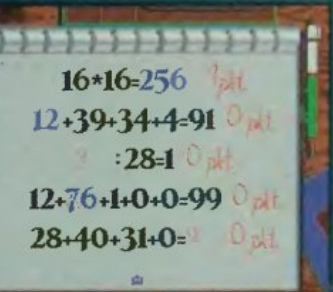 16*16=256 1 pkt.
12+39+34+4=91 0 pkt.
? :28=1 0 pkt.
12+76+1+0+0=99 0 pkt.
28+40+31+0=? 0 pkt.